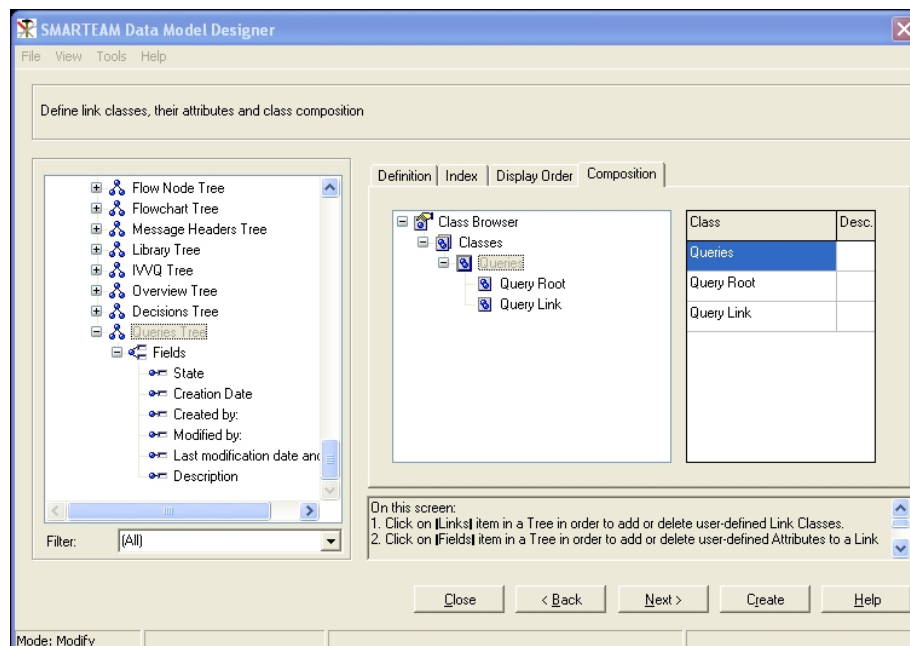 SMARTEAM Data Model Designer
File View Tools Help
Define link classes, their attributes and class composition
Flow Node Tree
Flowchart Tree
Message Headers Tree
Library Tree
IVVQ Tree
Overview Tree
Decisions Tree
Queries Tree
Fields
State
Creation Date
Created by:
Modified by:
Last modification date and
Description
Filter: (All)
Definition Index Display Order Composition
Class Browser
Classes
Queries
Query Root
Query Link
Class Desc.
Queries
Query Root
Query Link
On this screen:
1. Click on |Links| item in a Tree in order to add or delete user-defined Link Classes.
2. Click on |Fields| item in a Tree in order to add or delete user-defined Attributes to a Link
Close < Back Next > Create Help
Mode: Modify